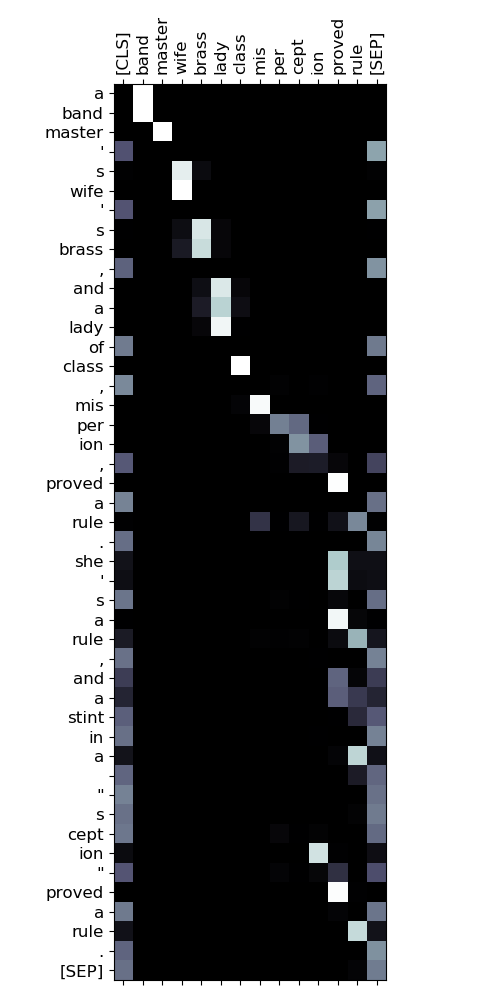 [CLS] band master wife brass lady class mis per cept ion proved rule [SEP]
a
band
master
'
s
wife
'
s
brass
,
and
a
lady
of
class
,
mis
per
ion
,
proved
a
rule
.
she
'
s
a
rule
,
and
a
stint
in
a
-
"
s
cept
ion
"
proved
a
rule
.
[SEP]